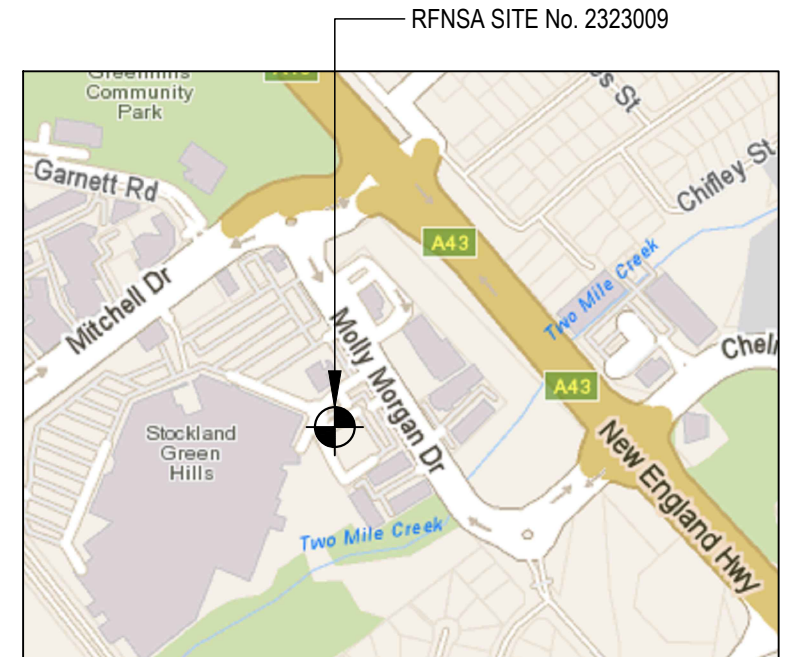 RFNSA SITE No. 2323009
Community
Park
Garnett Rd
Chifley St
A43
Two Mile Creek
Mitchell Dr
Molly Morgan Dr
A43
Stockland
Green
Hills
New England Hwy
Two Mile Creek